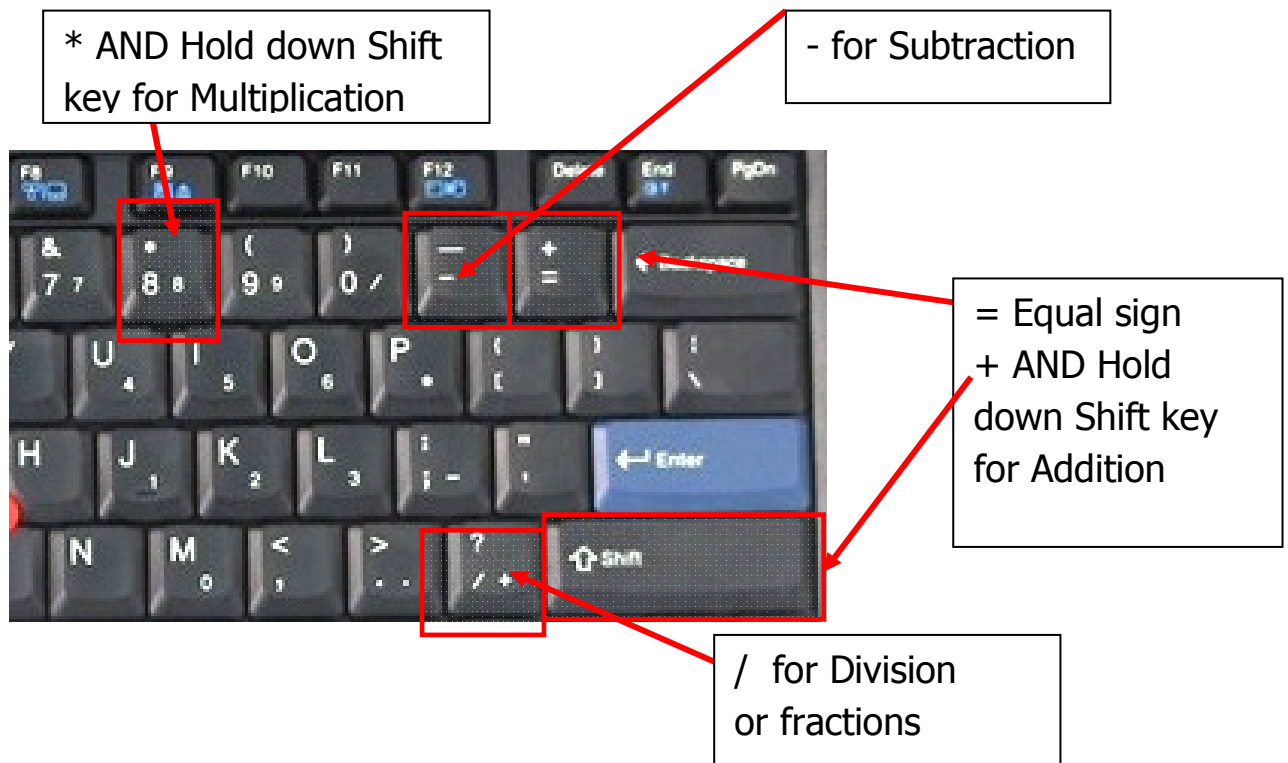 * AND Hold down Shift
key for Multiplication
- for Subtraction
F8
F9
F10
F11
F12
Delete
End
PgDn
&
7 7
*
8 8
(
9 9
)
0 /
—
-
+
=
= Equal sign
+ AND Hold
down Shift key
for Addition
U
4
I
5
O
6
P
*
{
[
}
]
|
\
H
J
1
K
2
L
3
:
; -
"
'
Enter
N
M
0
<
,
>
. .
?
/ +
Shift
/ for Division
or fractions